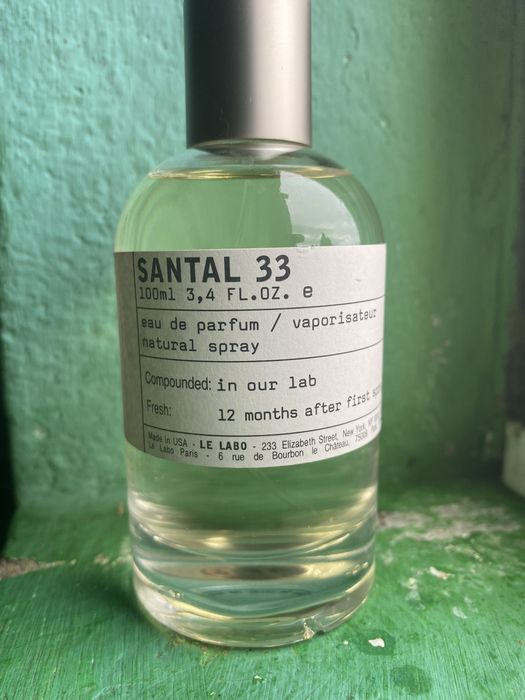 SANTAL 33
100ml 3,4 FL.OZ. e
eau de parfum / vaporisateur
natural spray
Compounded: in our lab
Fresh: 12 months after first
Made in USA - LE LABO - 233 Elizabeth Street, New York, NY
Le Labo Paris - 6 rue de Bourbon le Château, 75006